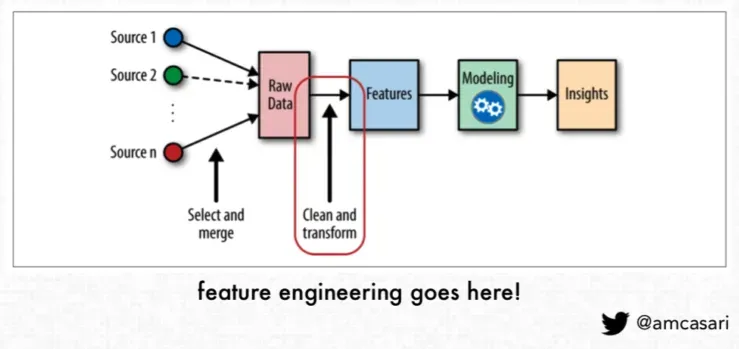 Source 1
Source 2
⋮
Source n
Raw
Data
Features
Modeling
Insights
Select and
merge
Clean and
transform
feature engineering goes here!
@amcasari